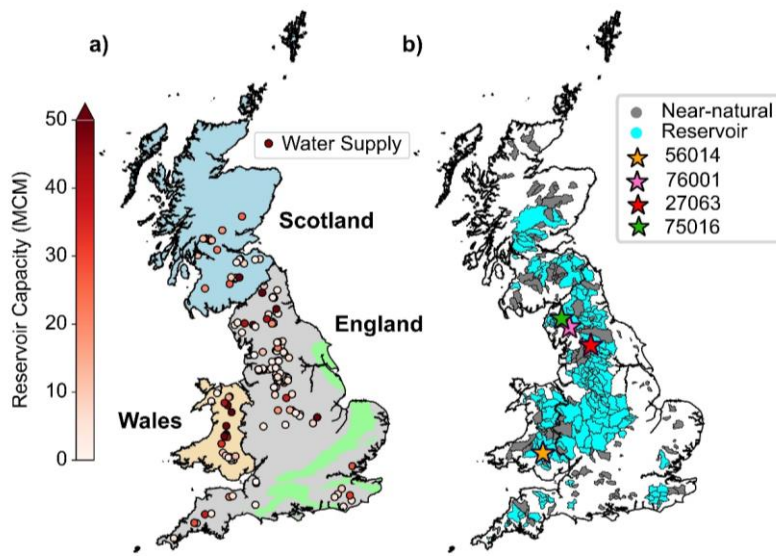 a)
50
40
30
20
10
0
Reservoir Capacity (MCM)
Water Supply
Scotland
England
Wales
b)
Near-natural
Reservoir
56014
76001
27063
75016